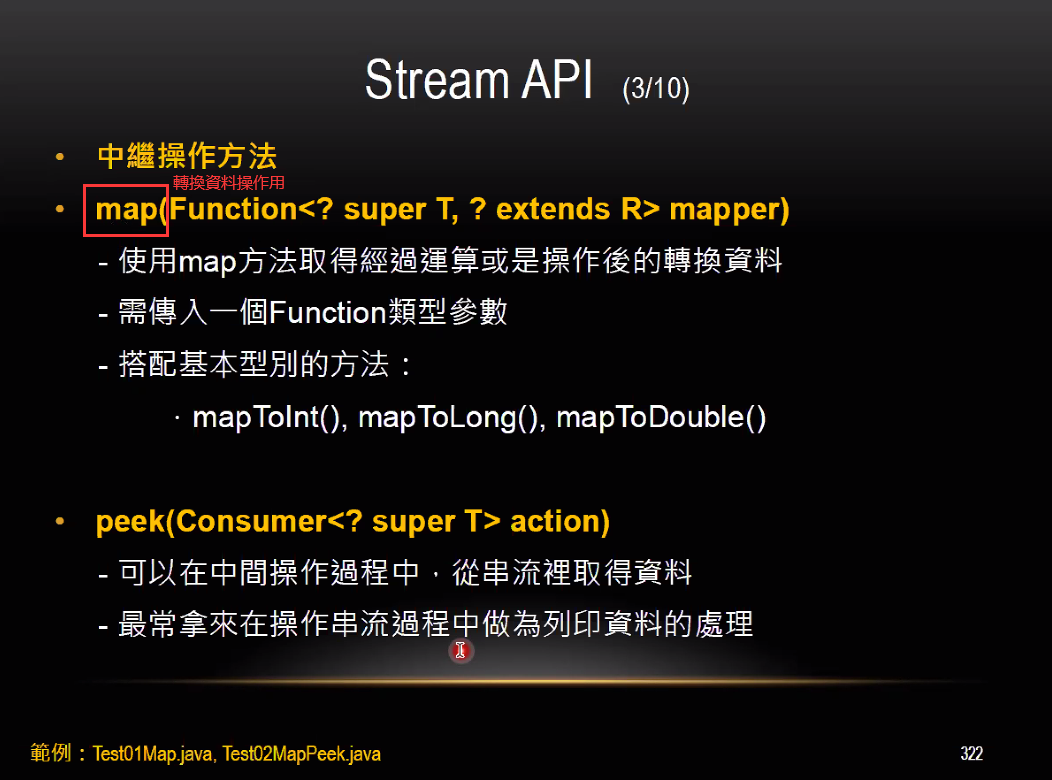 Stream API (3/10)
• 中繼操作方法
轉換資料操作用
• map(Function<? super T, ? extends R> mapper)
- 使用map方法取得經過運算或是操作後的轉換資料
- 需傳入一個Function類型參數
- 搭配基本型別的方法：
· mapToInt(), mapToLong(), mapToDouble()
• peek(Consumer<? super T> action)
- 可以在中間操作過程中，從串流裡取得資料
- 最常拿來在操作串流過程中做為列印資料的處理
範例：Test01Map.java, Test02MapPeek.java
322